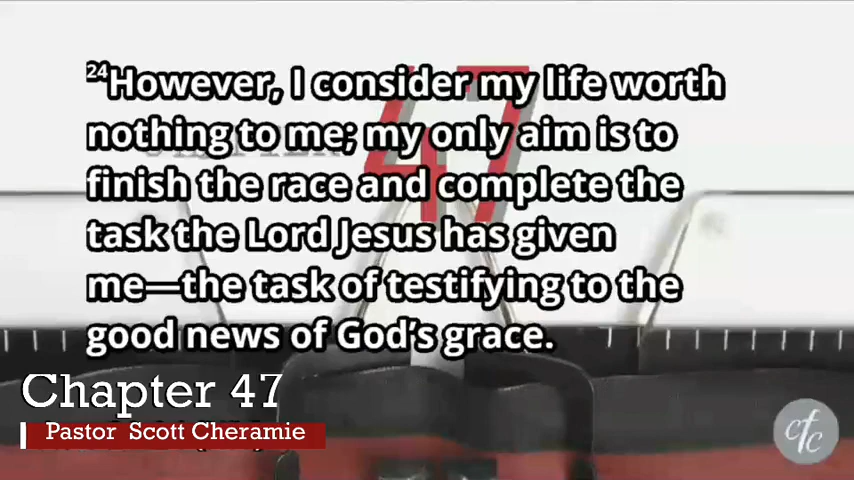 24However, I consider my life worth
nothing to me; my only aim is to
finish the race and complete the
task the Lord Jesus has given
me—the task of testifying to the
good news of God's grace.
47
Chapter 47
Pastor Scott Cheramie
cfc